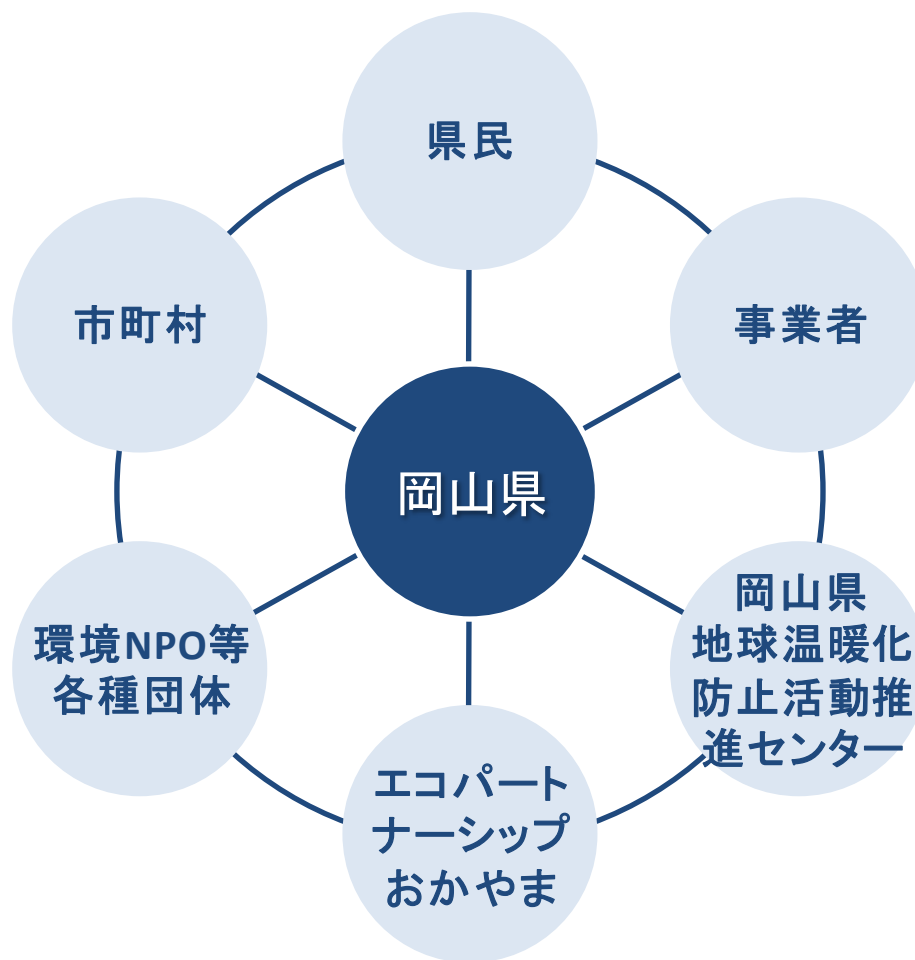 県民
市町村
事業者
岡山県
環境NPO等
各種団体
岡山県
地球温暖化
防止活動推
進センター
エコパート
ナーシップ
おかやま